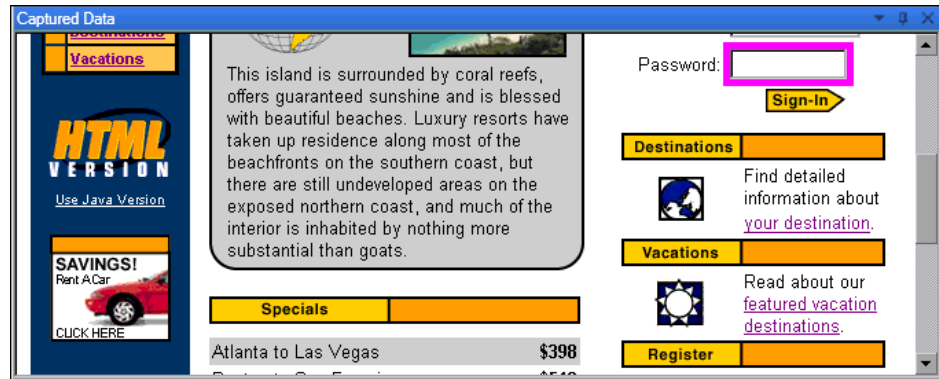 Captured Data
Destinations
Vacations
HTML
VERSION
Use Java Version
SAVINGS!
Rent A Car
CLICK HERE
This island is surrounded by coral reefs,
offers guaranteed sunshine and is blessed
with beautiful beaches. Luxury resorts have
taken up residence along most of the
beachfronts on the southern coast, but
there are still undeveloped areas on the
exposed northern coast, and much of the
interior is inhabited by nothing more
substantial than goats.
Specials
Atlanta to Las Vegas $398
Password:
Sign-In
Destinations
Find detailed
information about
your destination.
Vacations
Read about our
featured vacation
destinations.
Register